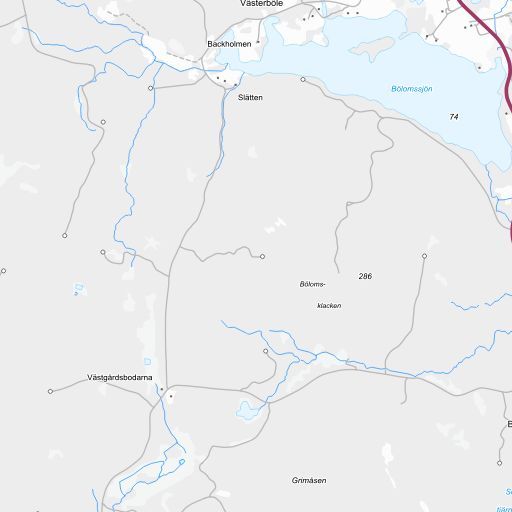 Västerböle
Backholmen
Bölomssjön
Slätten
74
286
Böloms-
klacken
Västgårdsbodarna
Grimåsen